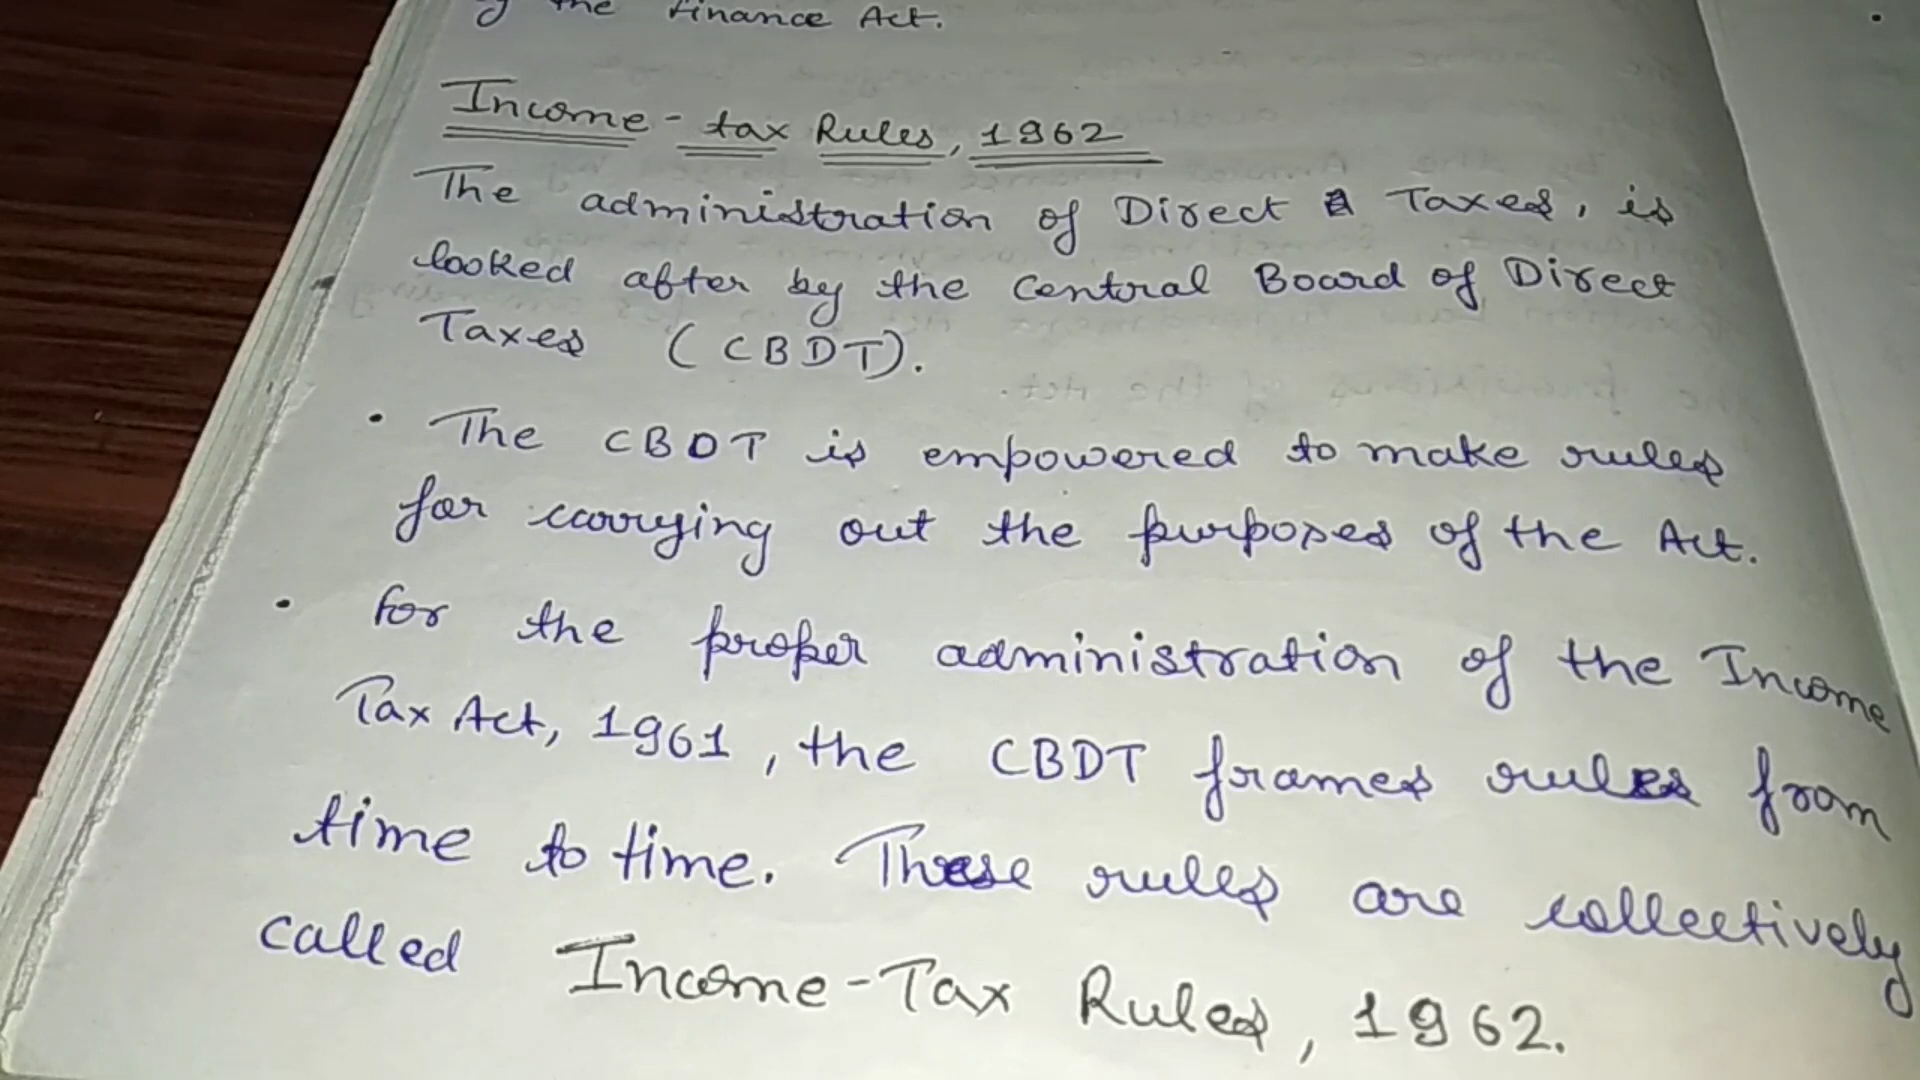 the Finance Act.
Income-tax Rules, 1962
The administration of Direct Taxes, is
looked after by the Central Board of Direct
Taxes (CBDT).
• The CBDT is empowered to make rules
for carrying out the purposes of the Act.
• for the proper administration of the Income
Tax Act, 1961, the CBDT frames rules from
time to time. These rules are collectively
called Income-Tax Rules, 1962.